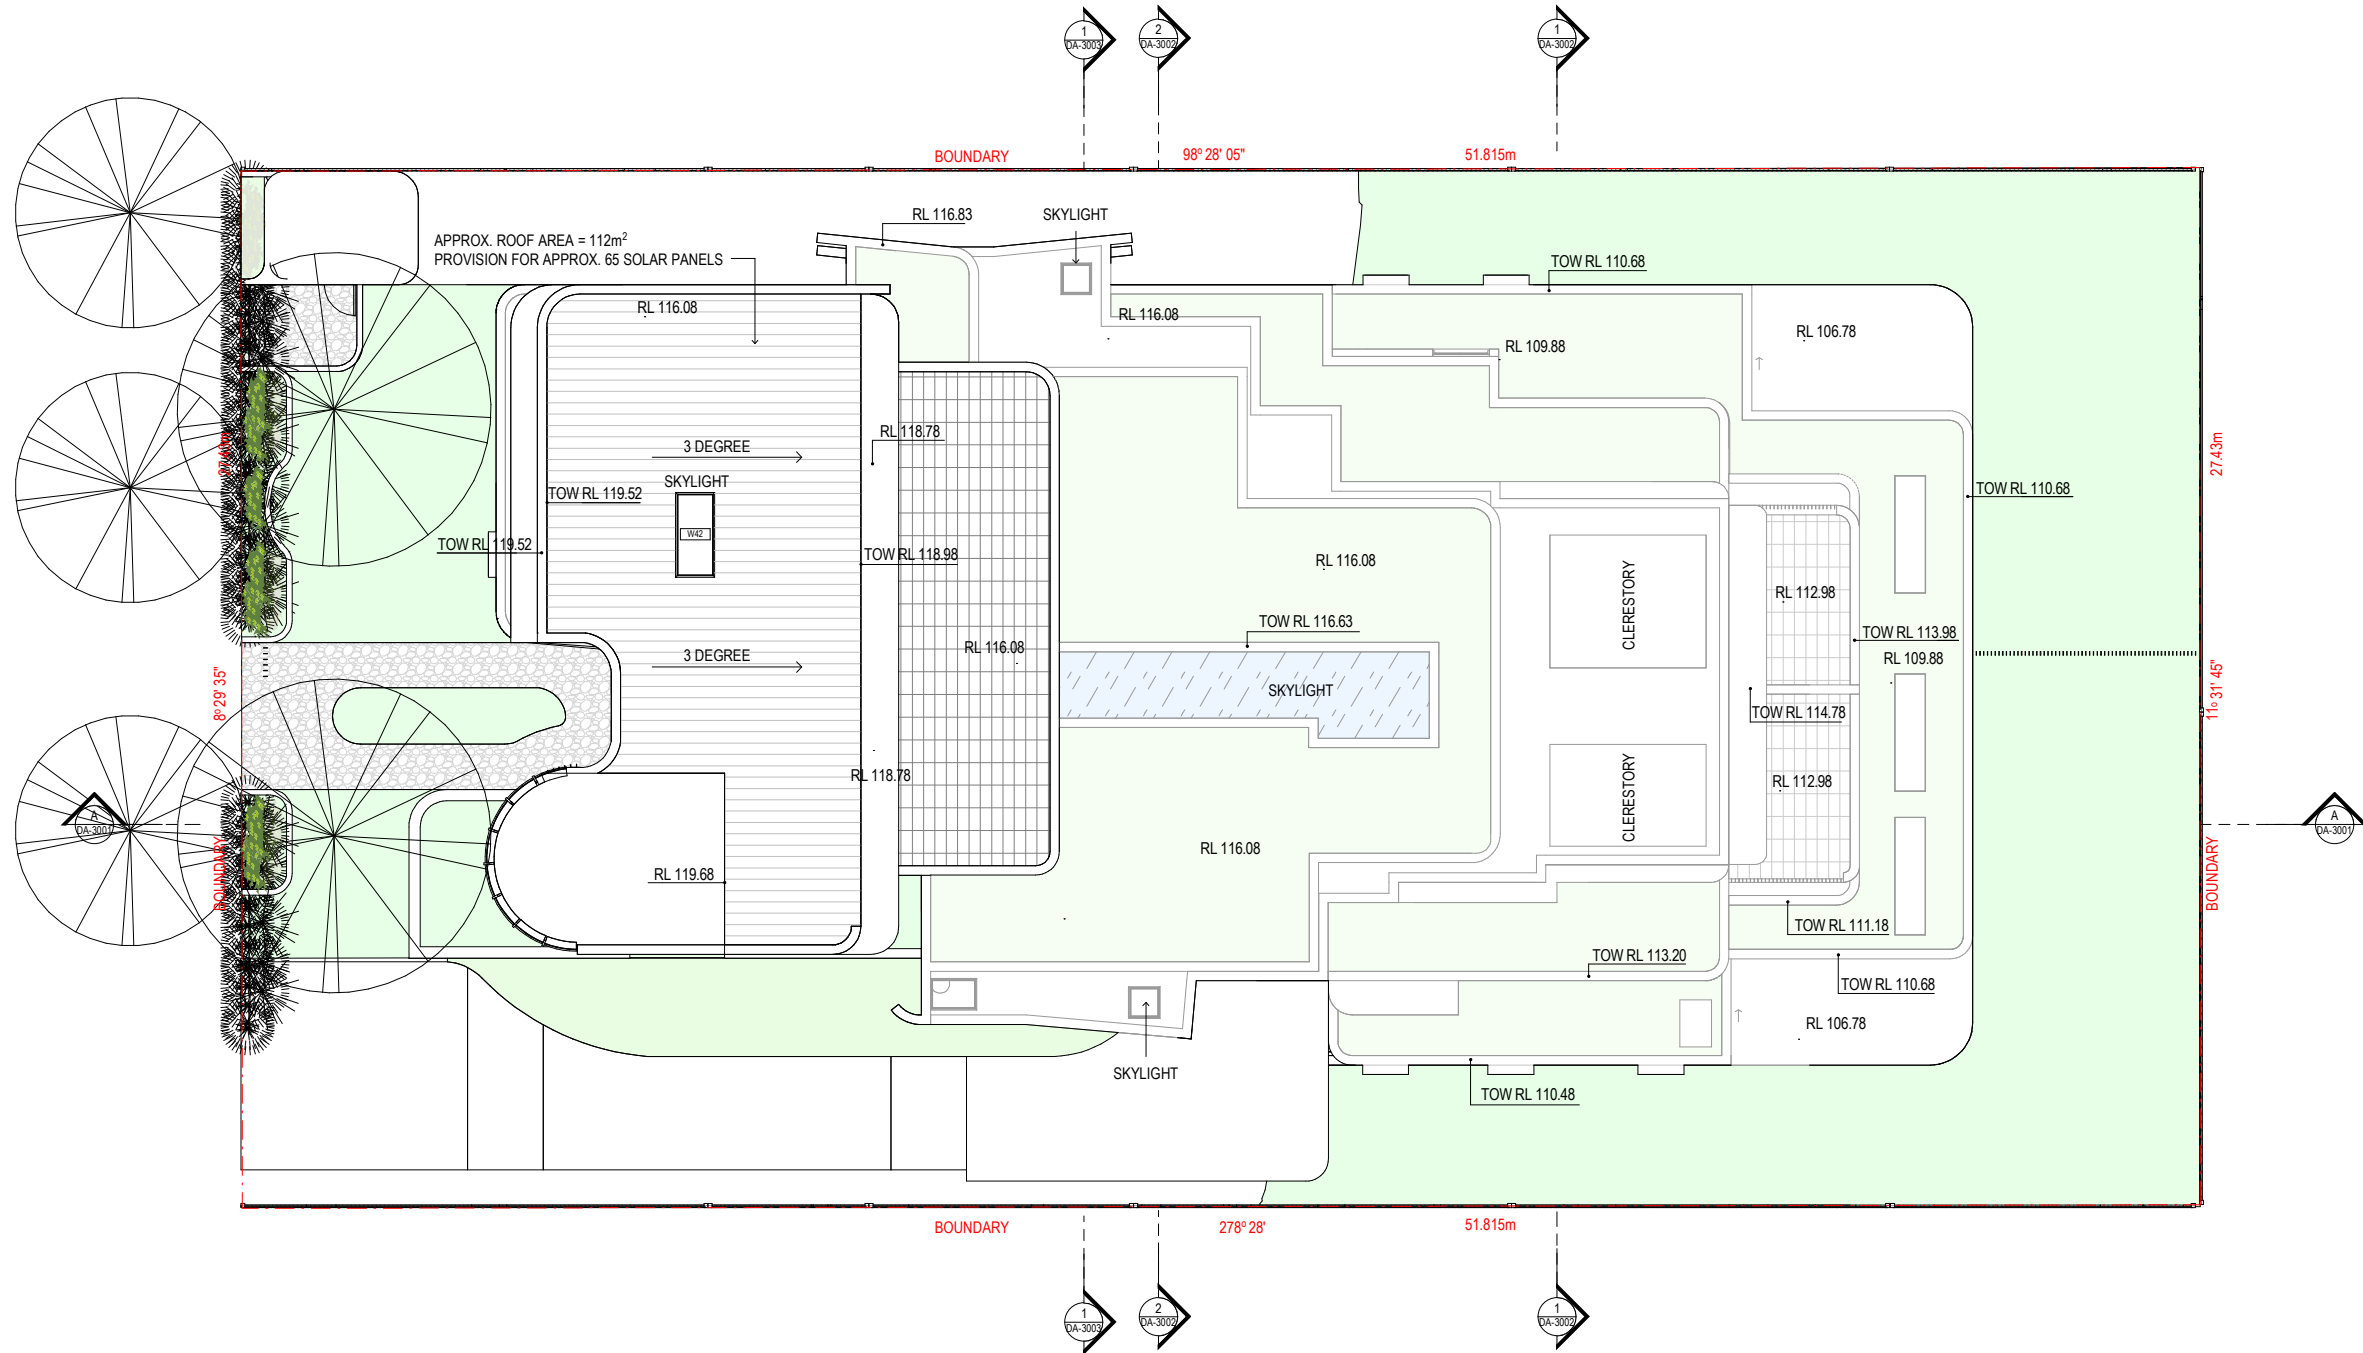 1
DA-3003
2
DA-3002
1
DA-3002
BOUNDARY
98° 28' 05"
51.815m
RL 116.83
SKYLIGHT
APPROX. ROOF AREA = 112m²
PROVISION FOR APPROX. 65 SOLAR PANELS
TOW RL 110.68
RL 116.08
RL 116.08
RL 106.78
RL 109.88
RL 118.78
3 DEGREE
27.43m
SKYLIGHT
TOW RL 119.52
TOW RL 110.68
W42
TOW RL 119.52
TOW RL 118.98
RL 116.08
CLERESTORY
RL 112.98
TOW RL 116.63
TOW RL 113.98
RL 116.08
3 DEGREE
RL 109.88
SKYLIGHT
8° 29' 35"
11° 31' 45"
TOW RL 114.78
RL 118.78
RL 112.98
CLERESTORY
A
DA-3001
A
DA-3001
RL 116.08
BOUNDARY
BOUNDARY
RL 119.68
TOW RL 111.18
TOW RL 113.20
TOW RL 110.68
RL 106.78
SKYLIGHT
TOW RL 110.48
BOUNDARY
278° 28'
51.815m
1
DA-3003
2
DA-3002
1
DA-3002